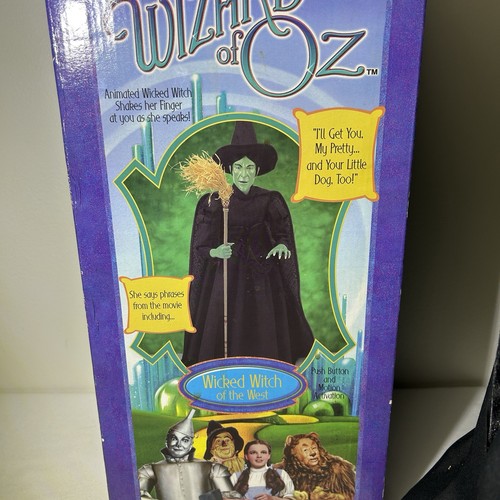 WIZARD
of OZ™
Animated Wicked Witch
Shakes her Finger
at you as she speaks!
"I'll Get You,
My Pretty...
and Your Little
Dog, Too!"
She says phrases
from the movie
including...
Wicked Witch
of the West
Push Button
and
Motion
Activation